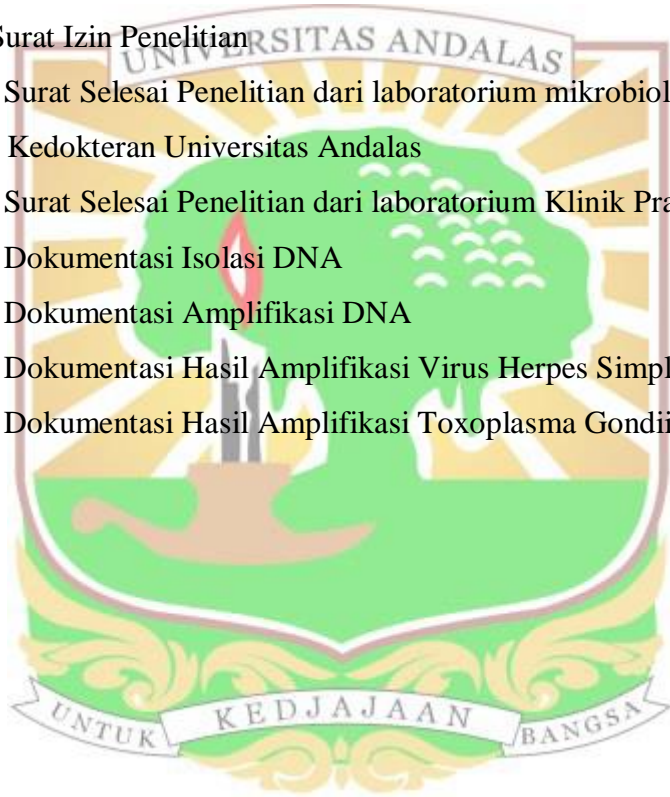 Surat Izin Penelitian
UNIVERSITAS ANDALAS
Surat Selesai Penelitian dari laboratorium mikrobiol
Kedokteran Universitas Andalas
Surat Selesai Penelitian dari laboratorium Klinik Pra
Dokumentasi Isolasi DNA
Dokumentasi Amplifikasi DNA
Dokumentasi Hasil Amplifikasi Virus Herpes Simpl
Dokumentasi Hasil Amplifikasi Toxoplasma Gondii
UNTUK KEDJAJAAN BANGSA